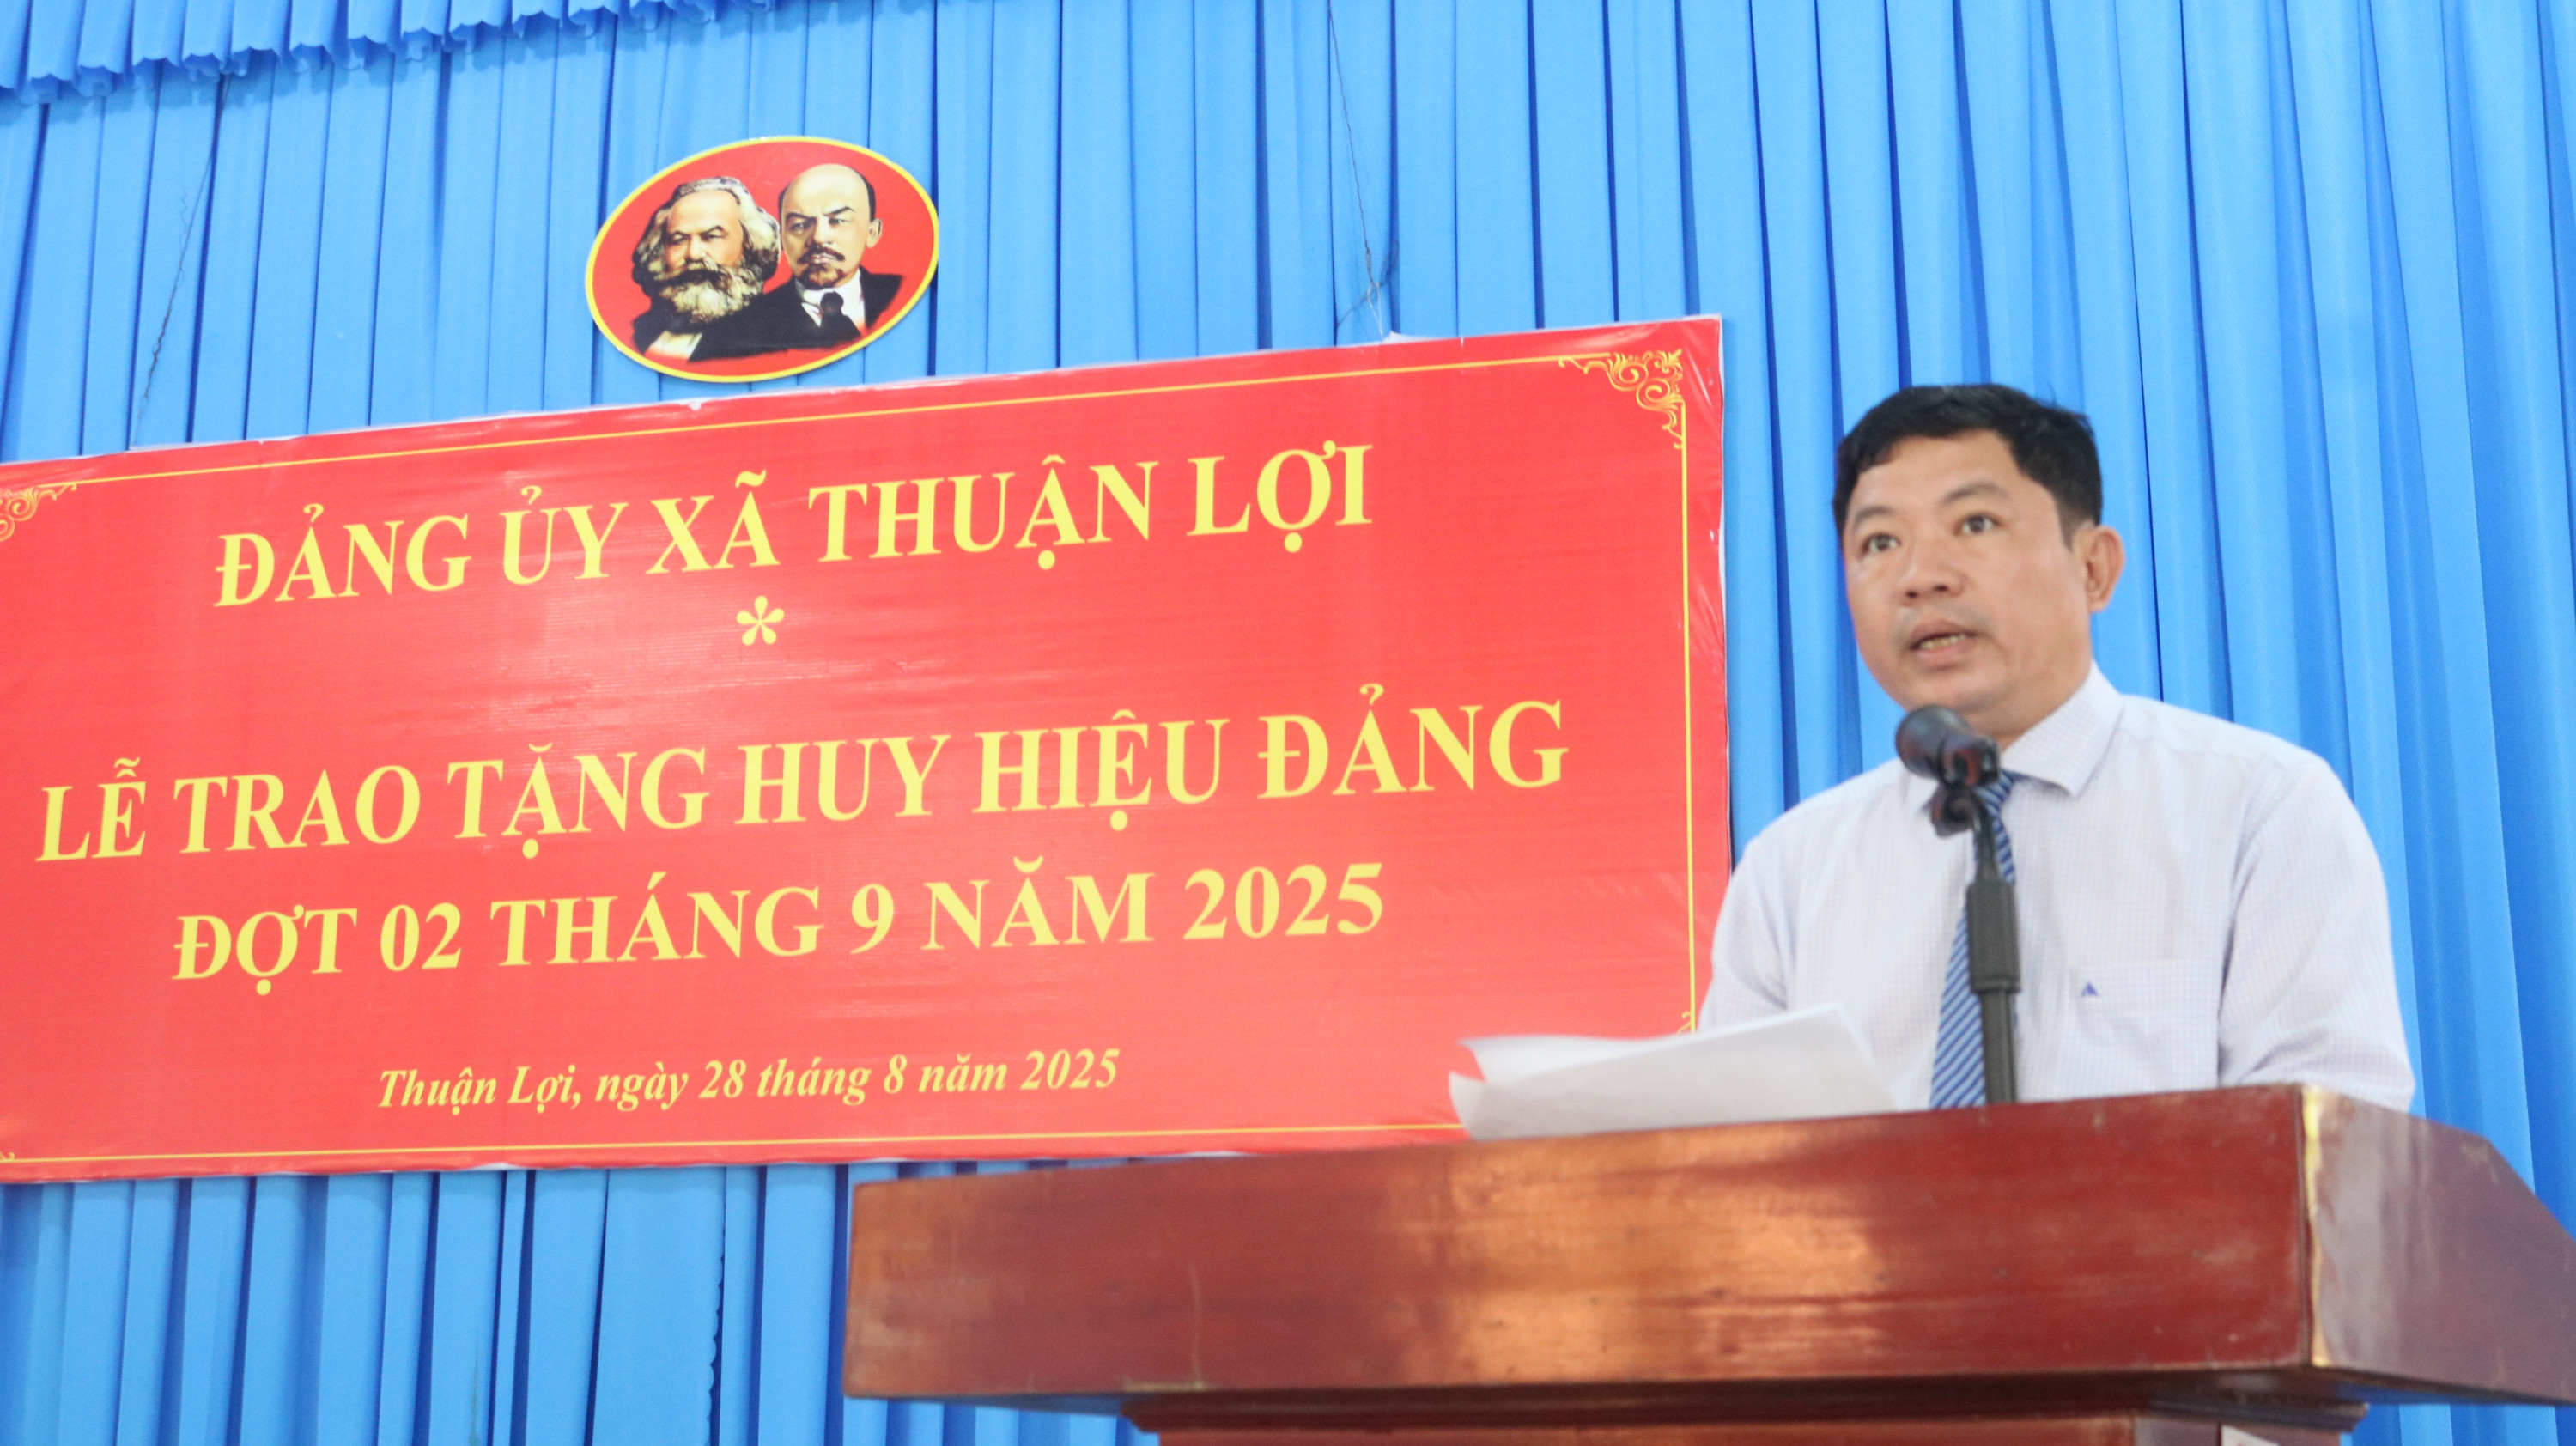 ĐẢNG ỦY XÃ THUẬN LỢI
*
LỄ TRAO TẶNG HUY HIỆU ĐẢNG
ĐỢT 02 THÁNG 9 NĂM 2025
Thuận Lợi, ngày 28 tháng 8 năm 2025